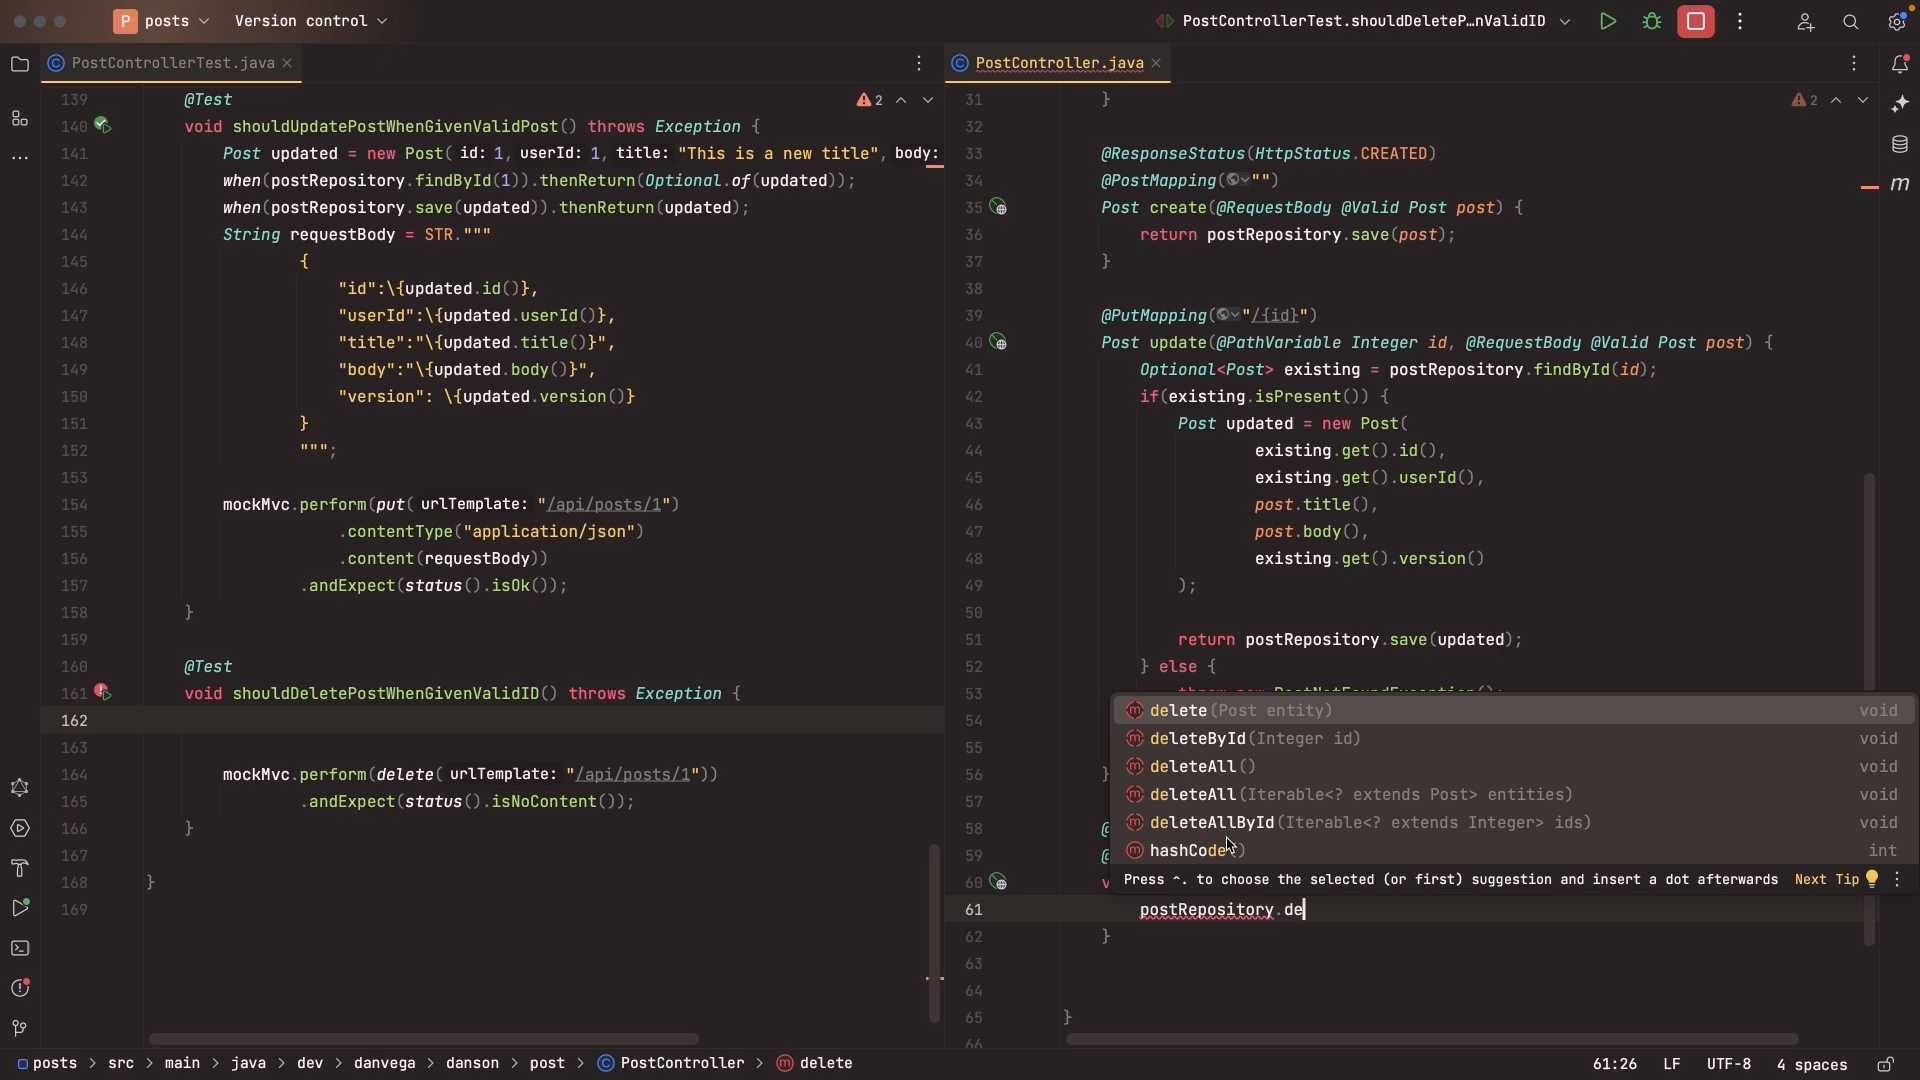 P posts Version control PostControllerTest.shouldDeleteP…nValidID
PostControllerTest.java
139 @Test 2
140 void shouldUpdatePostWhenGivenValidPost() throws Exception {
141 Post updated = new Post( id: 1, userId: 1, title: "This is a new title", body:
142 when(postRepository.findById(1)).thenReturn(Optional.of(updated));
143 when(postRepository.save(updated)).thenReturn(updated);
144 String requestBody = STR."""
145 {
146 "id":\{updated.id()},
147 "userId":\{updated.userId()},
148 "title":"\{updated.title()}",
149 "body":"\{updated.body()}",
150 "version": \{updated.version()}
151 }
152 """;
153
154 mockMvc.perform(put( urlTemplate: "/api/posts/1")
155 .contentType("application/json")
156 .content(requestBody))
157 .andExpect(status().isOk());
158 }
159
160 @Test
161 void shouldDeletePostWhenGivenValidID() throws Exception {
162
163
164 mockMvc.perform(delete( urlTemplate: "/api/posts/1"))
165 .andExpect(status().isNoContent());
166 }
167
168 }
169
PostController.java
31 } 2
32
33 @ResponseStatus(HttpStatus.CREATED)
34 @PostMapping("")
35 Post create(@RequestBody @Valid Post post) {
36 return postRepository.save(post);
37 }
38
39 @PutMapping("/{id}")
40 Post update(@PathVariable Integer id, @RequestBody @Valid Post post) {
41 Optional<Post> existing = postRepository.findById(id);
42 if(existing.isPresent()) {
43 Post updated = new Post(
44 existing.get().id(),
45 existing.get().userId(),
46 post.title(),
47 post.body(),
48 existing.get().version()
49 );
50
51 return postRepository.save(updated);
52 } else {
53
54 delete(Post entity) void
55 deleteById(Integer id) void
56 } deleteAll() void
57 deleteAll(Iterable<? extends Post> entities) void
58 @ deleteAllById(Iterable<? extends Integer> ids) void
59 @ hashCode() int
60 v Press ^. to choose the selected (or first) suggestion and insert a dot afterwards Next Tip
61 postRepository.de
62 }
63
64
65 }
66
posts > src > main > java > dev > danvega > danson > post > PostController > delete 61:26 LF UTF-8 4 spaces